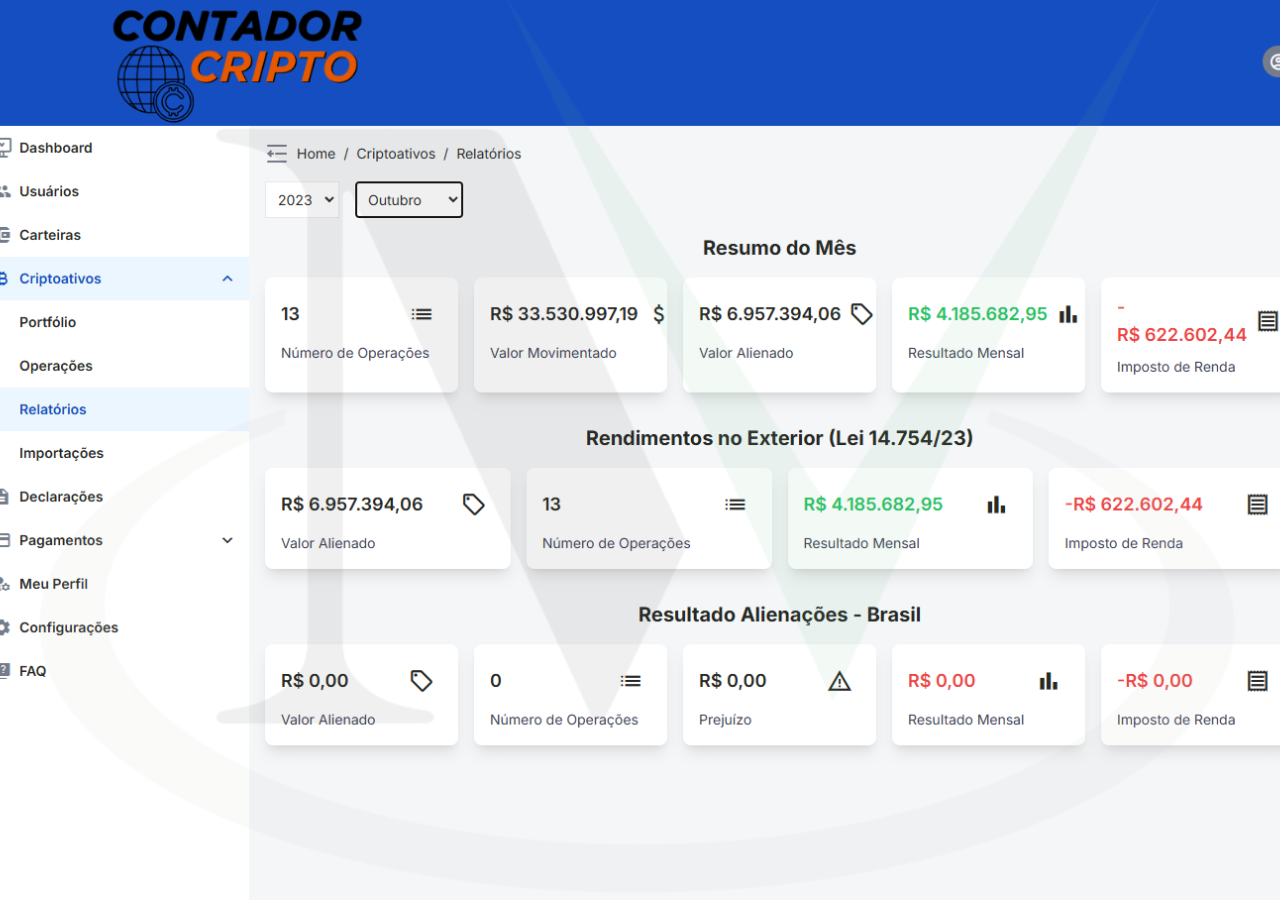 CONTADOR
CRIPTO
Dashboard
Usuários
Carteiras
Criptoativos
Portfólio
Operações
Relatórios
Importações
Declarações
Pagamentos
Meu Perfil
Configurações
FAQ
Home / Criptoativos / Relatórios
2023 Outubro
Resumo do Mês
13
Número de Operações
R$ 33.530.997,19
Valor Movimentado
R$ 6.957.394,06
Valor Alienado
R$ 4.185.682,95
Resultado Mensal
-
R$ 622.602,44
Imposto de Renda
Rendimentos no Exterior (Lei 14.754/23)
R$ 6.957.394,06
Valor Alienado
13
Número de Operações
R$ 4.185.682,95
Resultado Mensal
-R$ 622.602,44
Imposto de Renda
Resultado Alienações - Brasil
R$ 0,00
Valor Alienado
0
Número de Operações
R$ 0,00
Prejuízo
R$ 0,00
Resultado Mensal
-R$ 0,00
Imposto de Renda